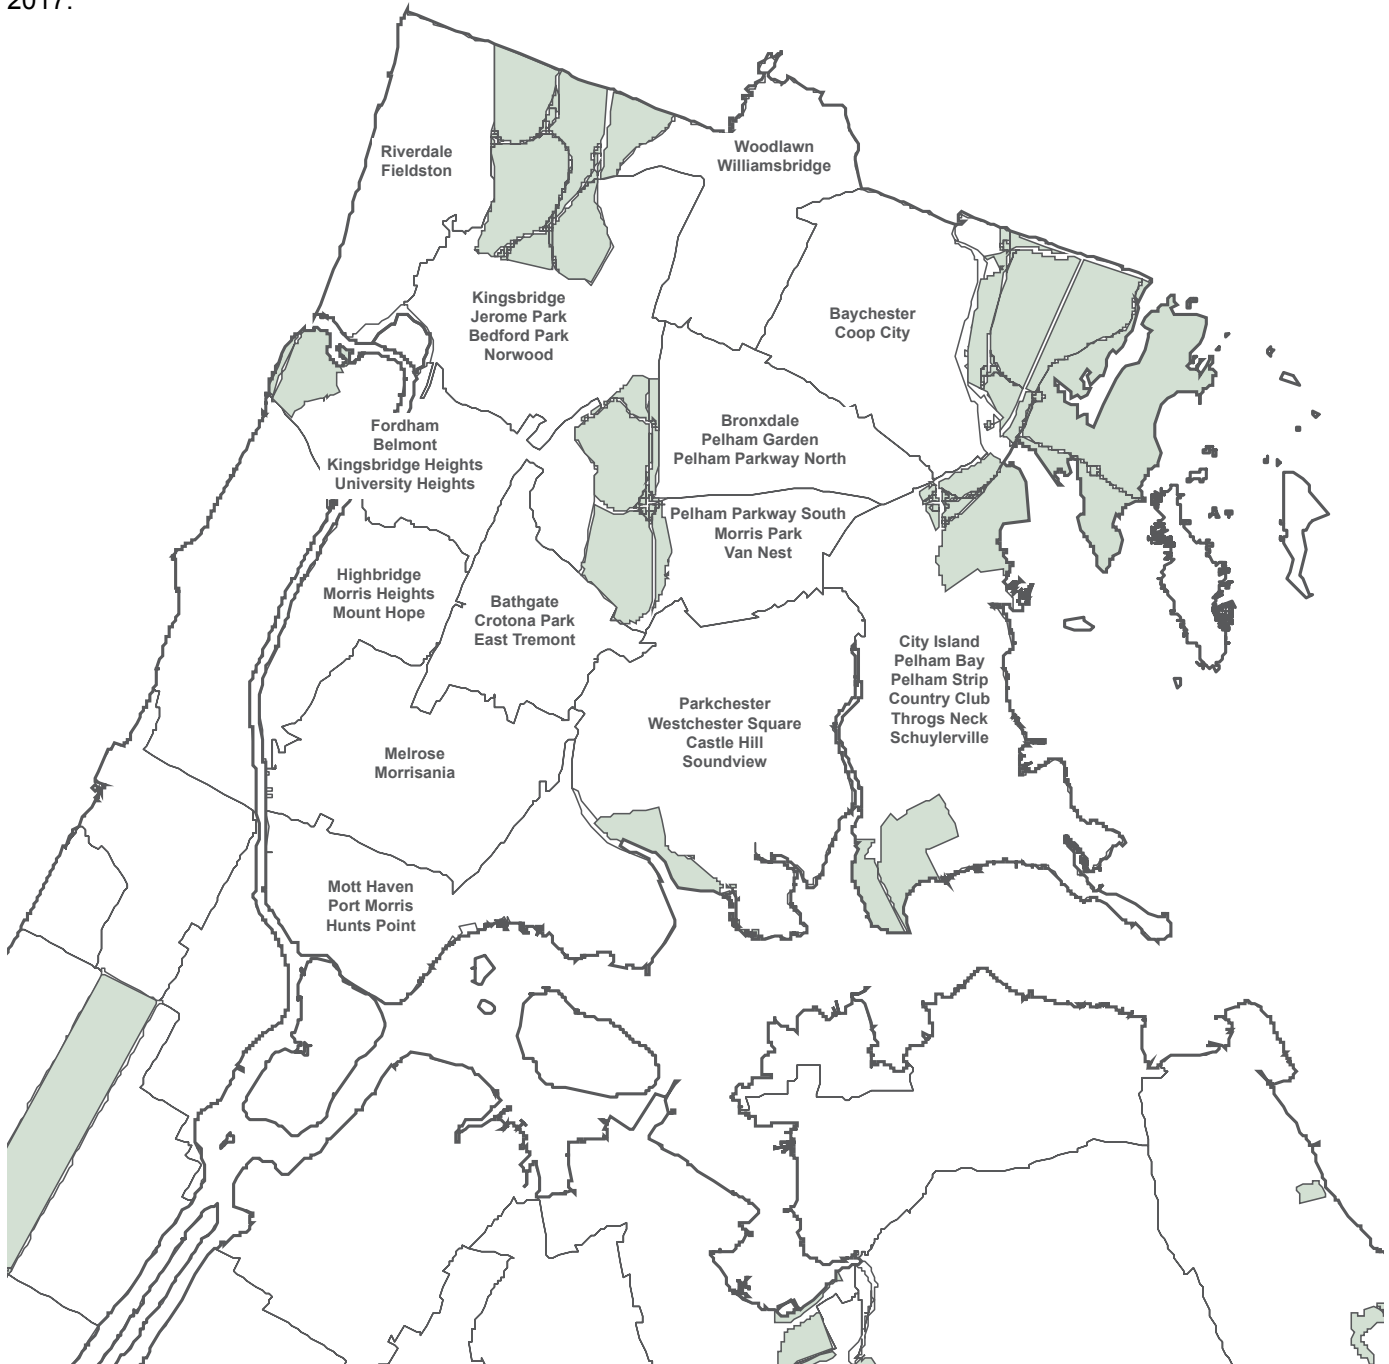 2017.
Riverdale
Fieldston
Woodlawn
Williamsbridge
Kingsbridge
Jerome Park
Bedford Park
Norwood
Baychester
Coop City
Fordham
Belmont
Kingsbridge Heights
University Heights
Bronxdale
Pelham Garden
Pelham Parkway North
Pelham Parkway South
Morris Park
Van Nest
Highbridge
Morris Heights
Mount Hope
Bathgate
Crotona Park
East Tremont
City Island
Pelham Bay
Pelham Strip
Country Club
Throgs Neck
Schuylerville
Parkchester
Westchester Square
Castle Hill
Soundview
Melrose
Morrisania
Mott Haven
Port Morris
Hunts Point